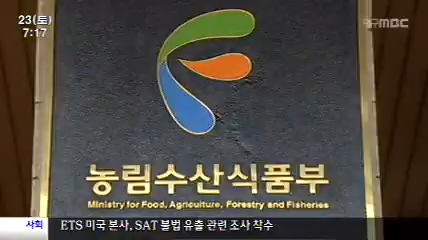 23(토)
7:17
MBC
농림수산식품부
Ministry for Food, Agriculture, Forestry and Fisheries
사회
ETS 미국 본사, SAT 불법 유출 관련 조사 착수